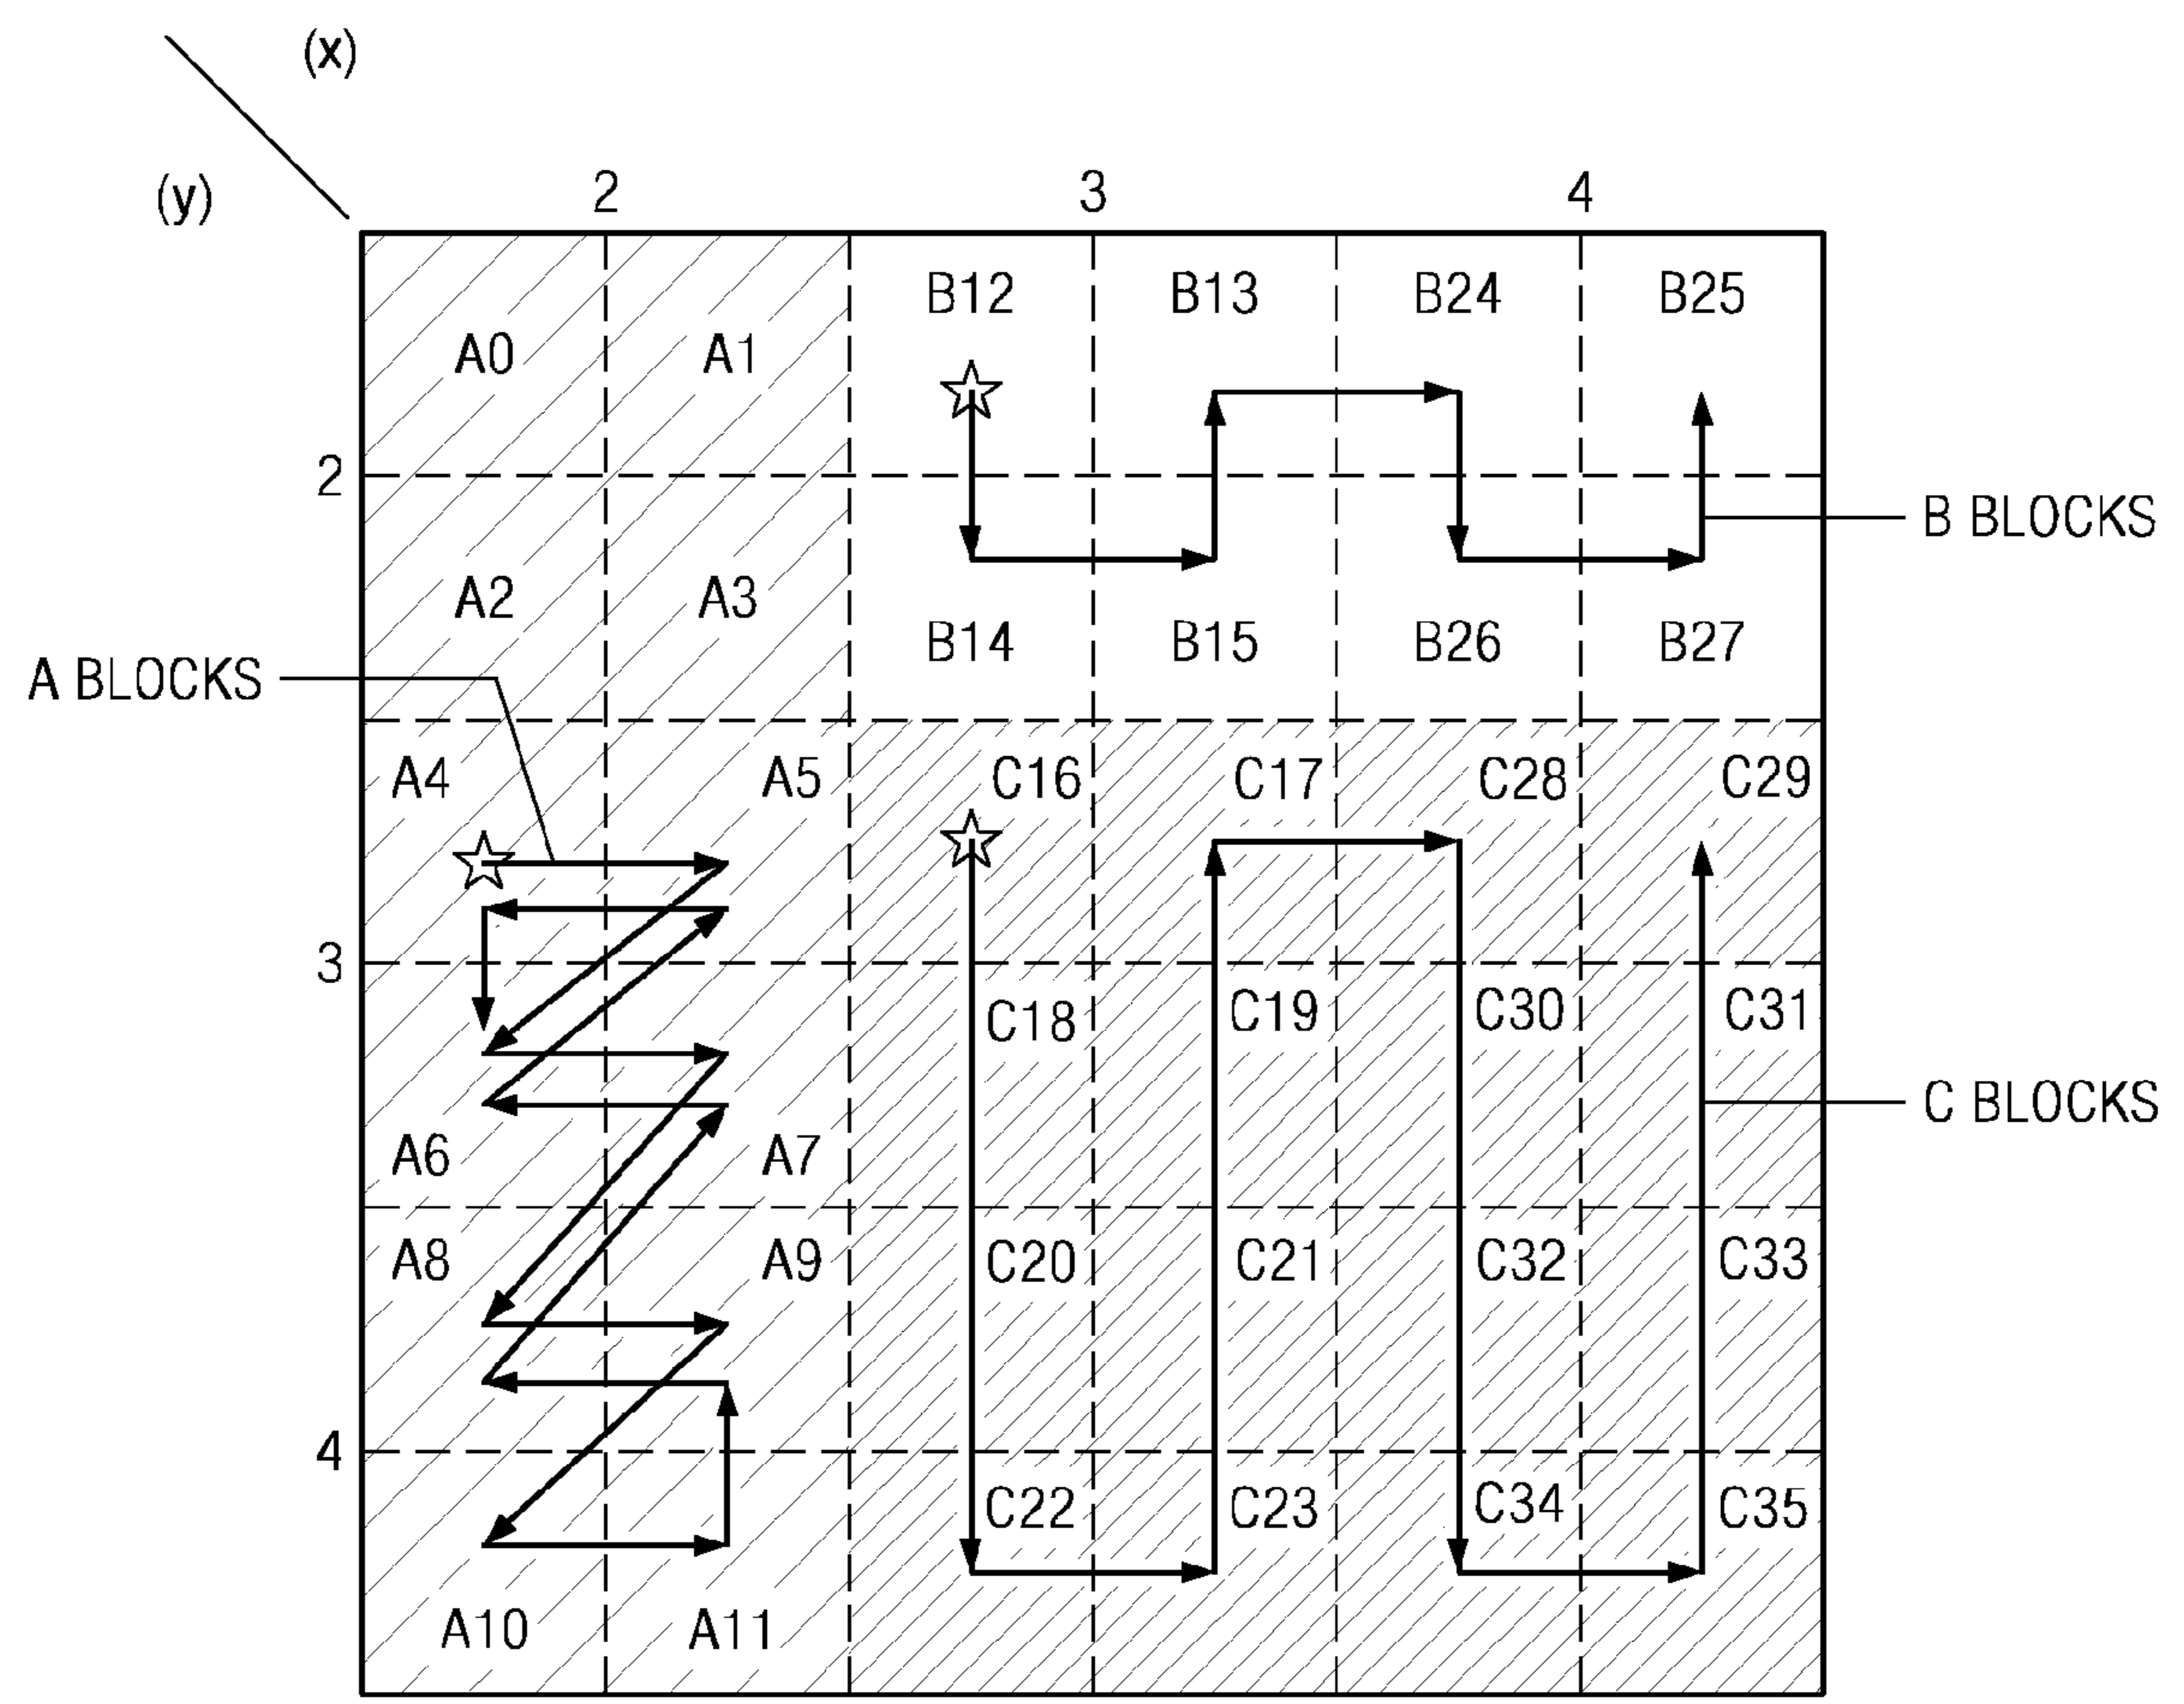 (x)
(y)
2 3 4
B12 B13 B24 B25
A0 A1
2
B BLOCKS
A2 A3
B14 B15 B26 B27
A BLOCKS
A4 A5 C16 C17 C28 C29
3
C18 C19 C30 C31
C BLOCKS
A6 A7
A8 A9 C20 C21 C32 C33
4
C22 C23 C34 C35
A10 A11